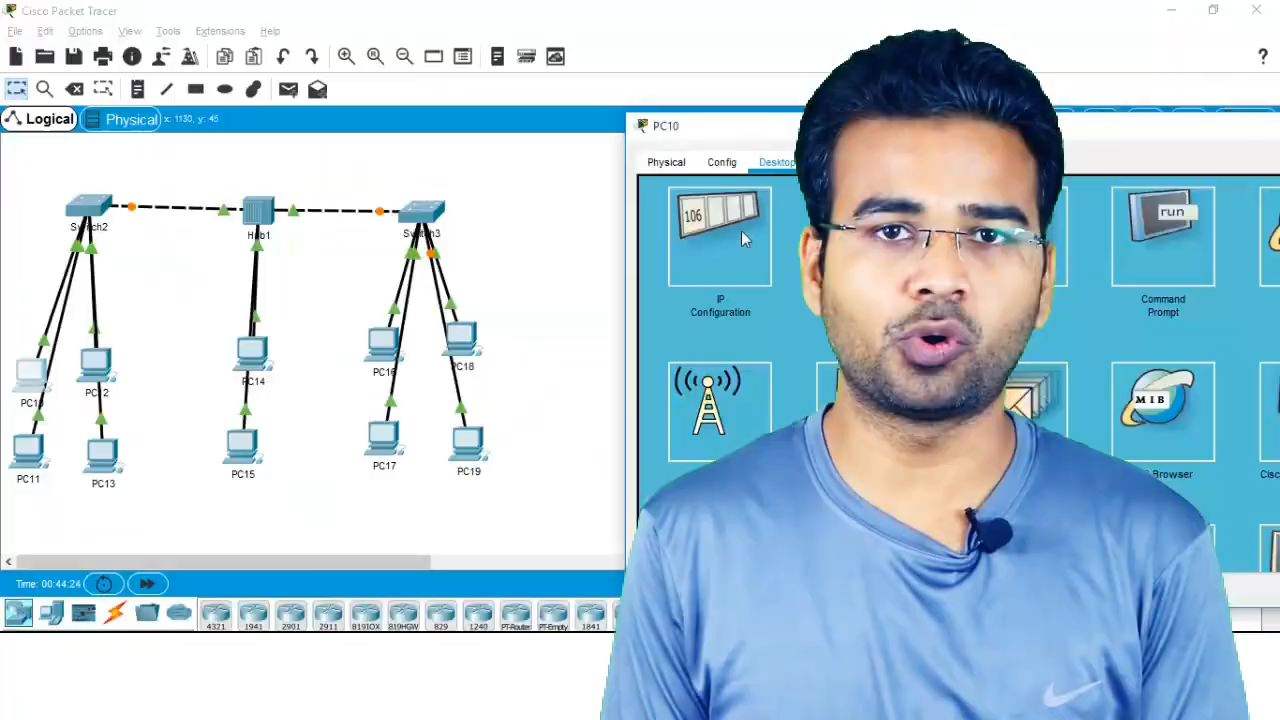 Cisco Packet Tracer
File Edit Options View Tools Extensions Help
?
Logical Physical x: 1130, y: 45
PC10
Physical Config Desktop
106
run
IP
Configuration
Command
Prompt
MIB
Browser
Switch2
Hub1
Switch3
PC12
PC14
PC16
PC18
PC11
PC13
PC15
PC17
PC19
Time: 00:44:24
4321 1941 2901 2911 819IOX 819HGW 829 1240 PT-Router PT-Empty 1841